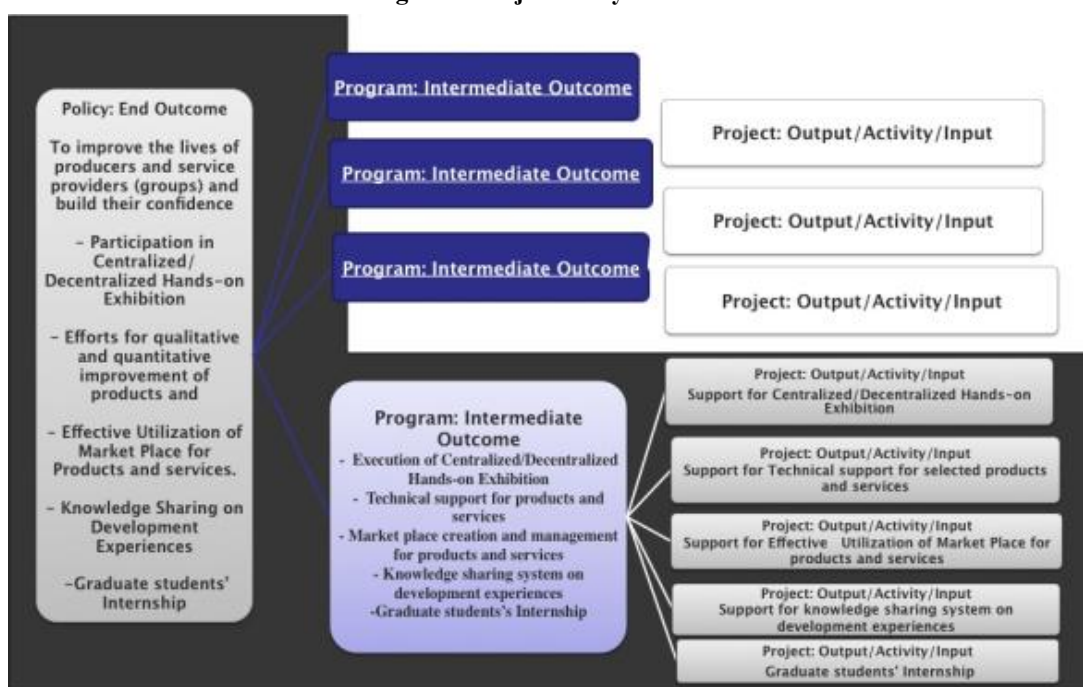 Policy: End Outcome
To improve the lives of
producers and service
providers (groups) and
build their confidence
- Participation in
Centralized/
Decentralized Hands-on
Exhibition
- Efforts for qualitative
and quantitative
improvement of
products and
- Effective Utilization of
Market Place for
Products and services.
- Knowledge Sharing on
Development
Experiences
-Graduate students'
Internship
Program: Intermediate Outcome
Program: Intermediate Outcome
Program: Intermediate Outcome
Project: Output/Activity/Input
Project: Output/Activity/Input
Project: Output/Activity/Input
Program: Intermediate
Outcome
- Execution of Centralized/Decentralized
Hands-on Exhibition
- Technical support for products and
services
- Market place creation and management
for products and services
- Knowledge sharing system on
development experiences
-Graduate students's Internship
Project: Output/Activity/Input
Support for Centralized/Decentralized Hands-on
Exhibition
Project: Output/Activity/Input
Support for Technical support for selected products
and services
Project: Output/Activity/Input
Support for Effective Utilization of Market Place for
products and services
Project: Output/Activity/Input
Support for knowledge sharing system on
development experiences
Project: Output/Activity/Input
Graduate students' Internship